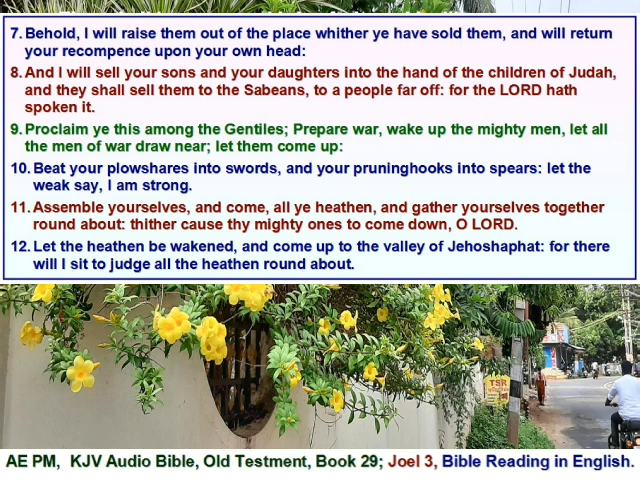 7. Behold, I will raise them out of the place whither ye have sold them, and will return
your recompence upon your own head:
8. And I will sell your sons and your daughters into the hand of the children of Judah,
and they shall sell them to the Sabeans, to a people far off: for the LORD hath
spoken it.
9. Proclaim ye this among the Gentiles; Prepare war, wake up the mighty men, let all
the men of war draw near; let them come up:
10. Beat your plowshares into swords, and your pruninghooks into spears: let the
weak say, I am strong.
11. Assemble yourselves, and come, all ye heathen, and gather yourselves together
round about: thither cause thy mighty ones to come down, O LORD.
12. Let the heathen be wakened, and come up to the valley of Jehoshaphat: for there
will I sit to judge all the heathen round about.
TSR
AE PM, KJV Audio Bible, Old Testment, Book 29; Joel 3, Bible Reading in English.